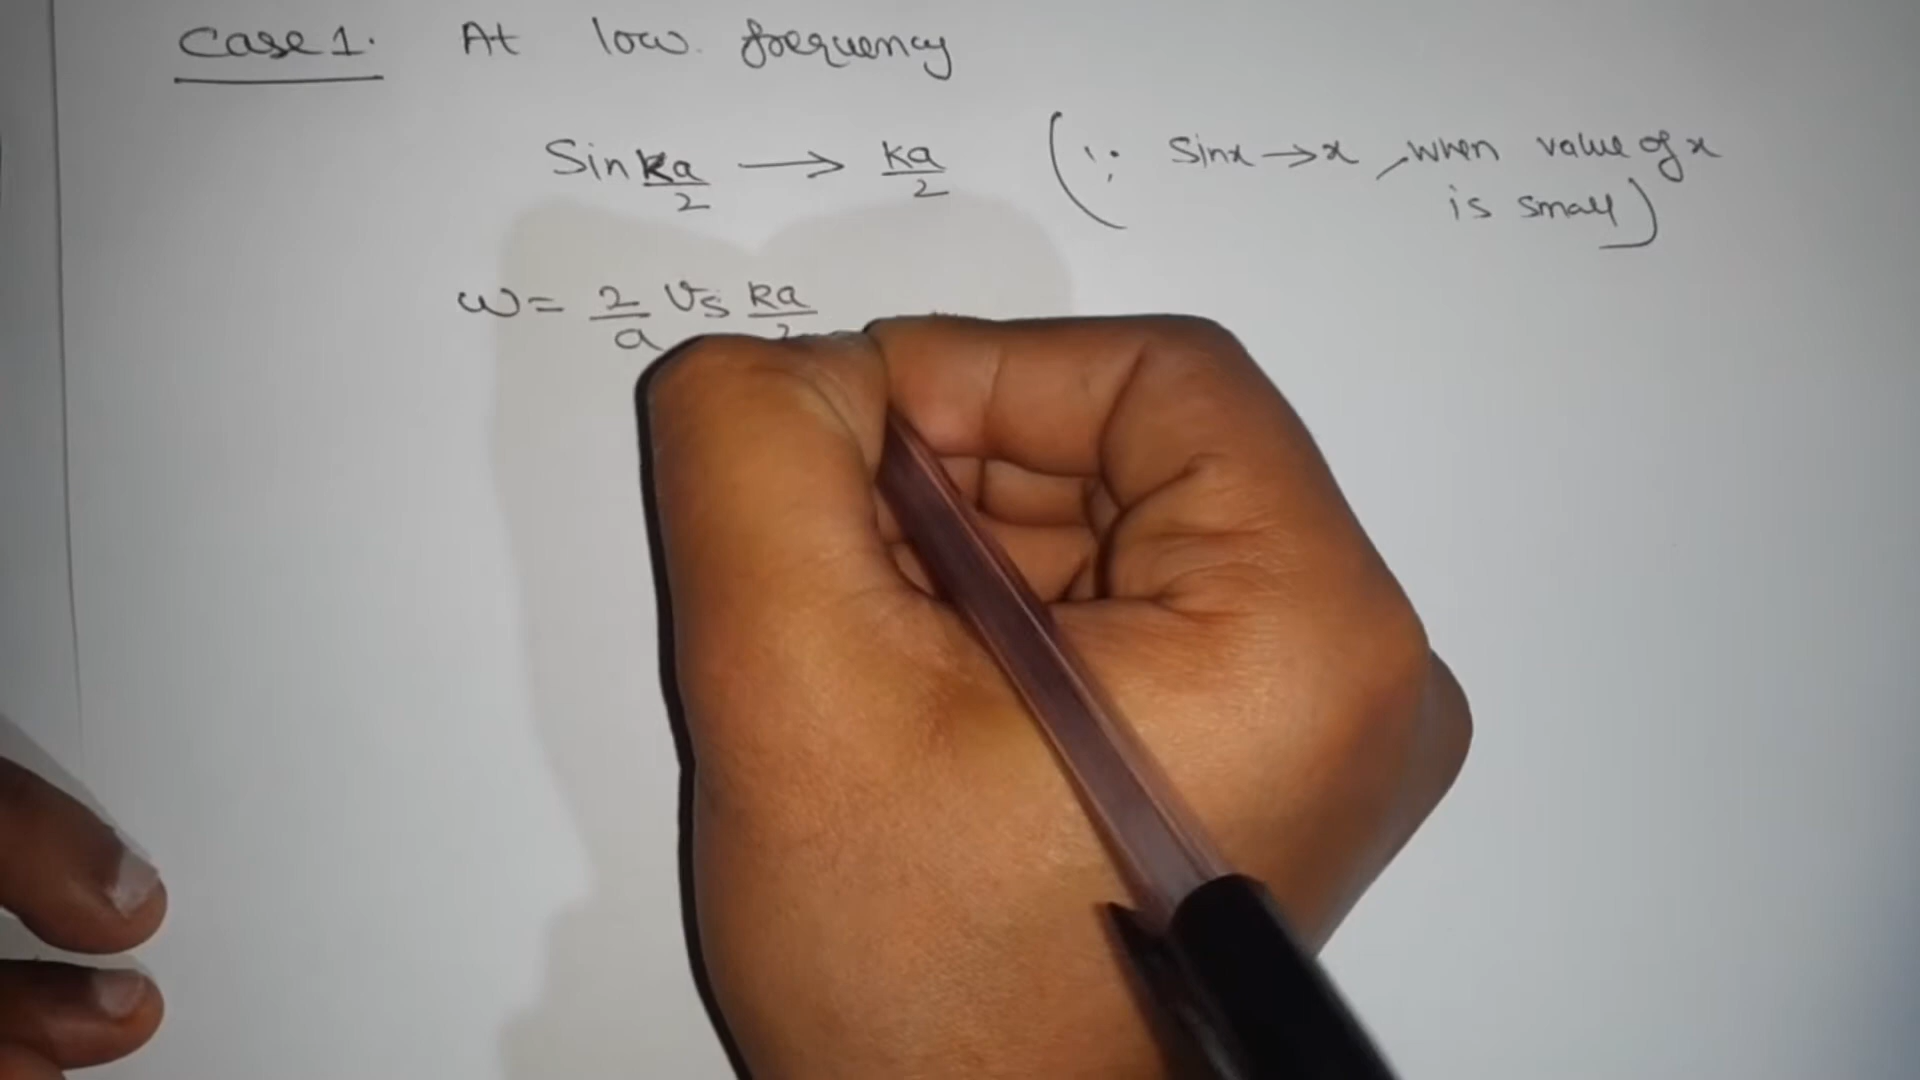 Case 1. At low frequency
Sin ka/2 → ka/2 (∵ Sinx→x, when value of x
is small)
ω = 2/a Vs ka/2